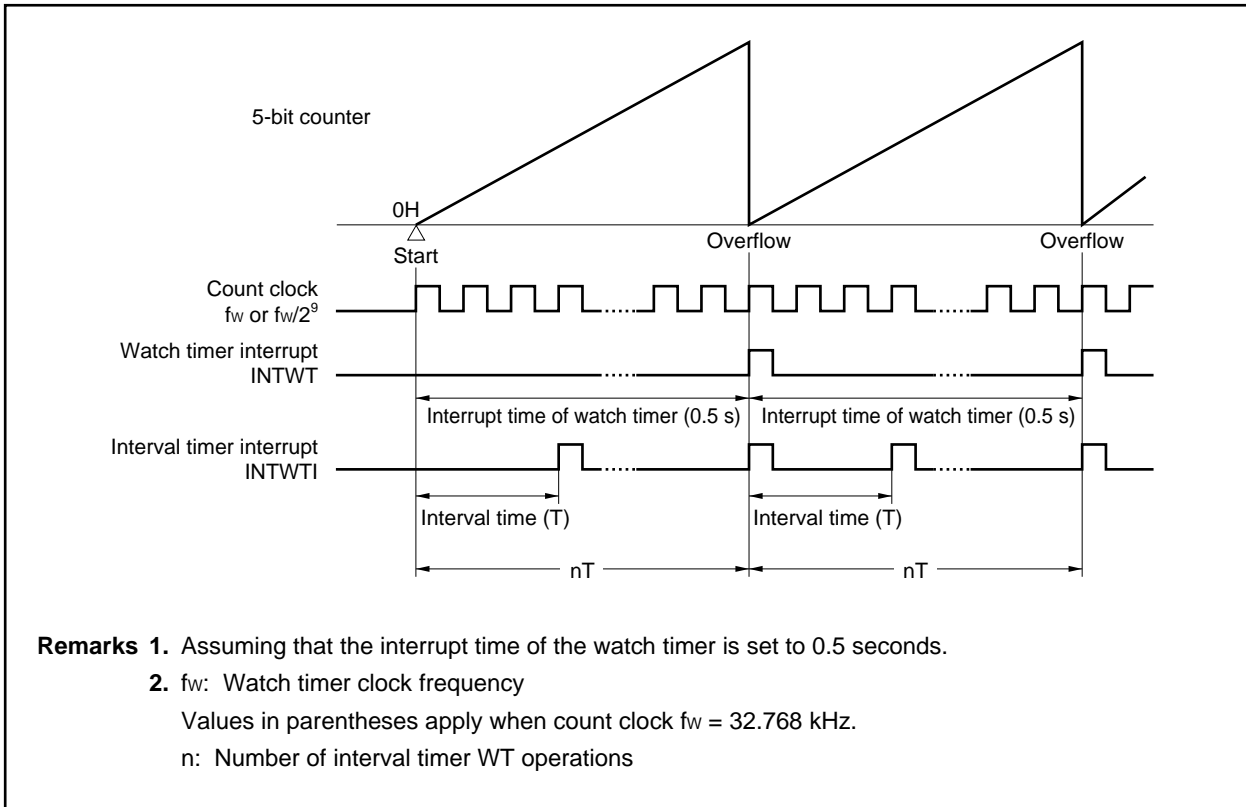 5-bit counter
0H
Start
Overflow
Overflow
Count clock
fw or fw/2⁹
Watch timer interrupt
INTWT
Interrupt time of watch timer (0.5 s)
Interrupt time of watch timer (0.5 s)
Interval timer interrupt
INTWTI
Interval time (T)
Interval time (T)
nT
nT
Remarks 1. Assuming that the interrupt time of the watch timer is set to 0.5 seconds.
2. fw: Watch timer clock frequency
Values in parentheses apply when count clock fw = 32.768 kHz.
n: Number of interval timer WT operations